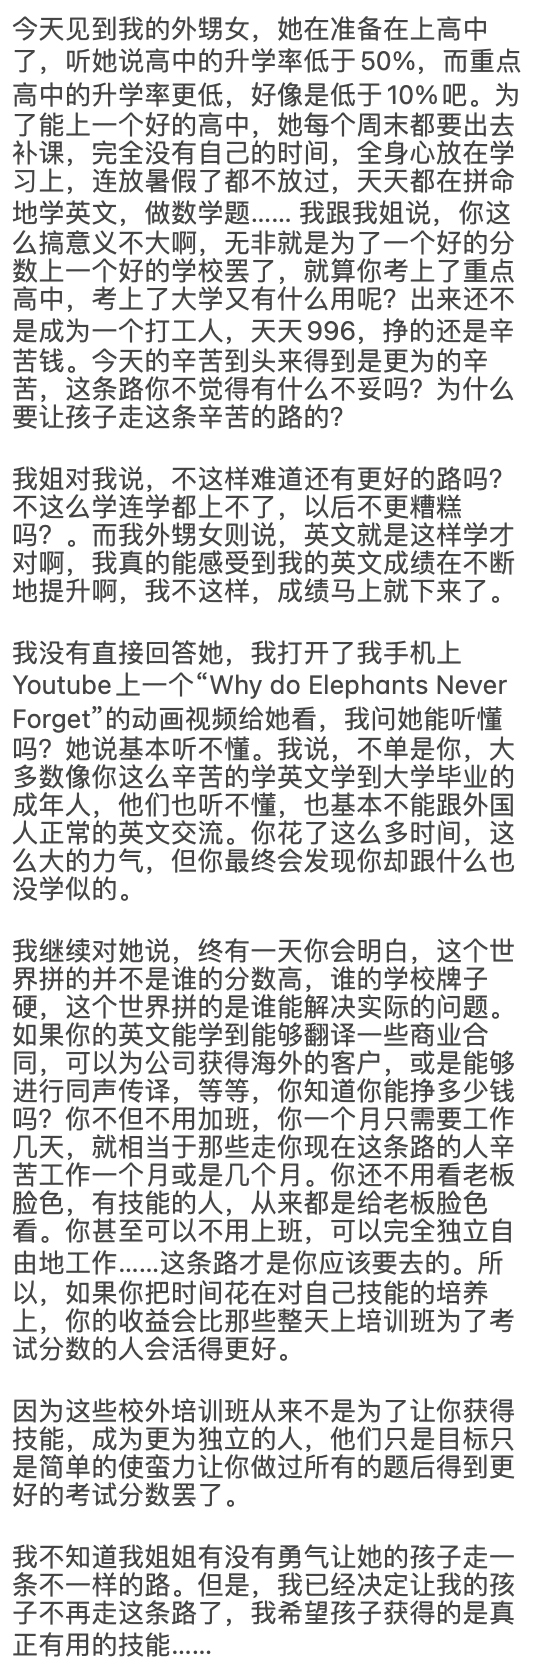 今天见到我的外甥女，她在准备在上高中
了，听她说高中的升学率低于50%，而重点
高中的升学率更低，好像是低于10%吧。为
了能上一个好的高中，她每个周末都要出去
补课，完全没有自己的时间，全身心放在学
习上，连放暑假了都不放过，天天都在拼命
地学英文，做数学题...... 我跟我姐说，你这
么搞意义不大啊，无非就是为了一个好的分
数上一个好的学校罢了，就算你考上了重点
高中，考上了大学又有什么用呢？出来还不
是成为一个打工人，天天996，挣的还是辛
苦钱。今天的辛苦到头来得到是更为的辛
苦，这条路你不觉得有什么不妥吗？为什么
要让孩子走这条辛苦的路的？
我姐对我说，不这样难道还有更好的路吗？
不这么学连学都上不了，以后不更糟糕
吗？。而我外甥女则说，英文就是这样学才
对啊，我真的能感受到我的英文成绩在不断
地提升啊，我不这样，成绩马上就下来了。
我没有直接回答她，我打开了我手机上
Youtube上一个“Why do Elephants Never
Forget”的动画视频给她看，我问她能听懂
吗？她说基本听不懂。我说，不单是你，大
多数像你这么辛苦的学英文学到大学毕业的
成年人，他们也听不懂，也基本不能跟外国
人正常的英文交流。你花了这么多时间，这
么大的力气，但你最终会发现你却跟什么也
没学似的。
我继续对她说，终有一天你会明白，这个世
界拼的并不是谁的分数高，谁的学校牌子
硬，这个世界拼的是谁能解决实际的问题。
如果你的英文能学到能够翻译一些商业合
同，可以为公司获得海外的客户，或是能够
进行同声传译，等等，你知道你能挣多少钱
吗？你不但不用加班，你一个月只需要工作
几天，就相当于那些走你现在这条路的人辛
苦工作一个月或是几个月。你还不用看老板
脸色，有技能的人，从来都是给老板脸色
看。你甚至可以不用上班，可以完全独立自
由地工作......这条路才是你应该要去的。所
以，如果你把时间花在对自己技能的培养
上，你的收益会比那些整天上培训班为了考
试分数的人会活得更好。
因为这些校外培训班从来不是为了让你获得
技能，成为更为独立的人，他们只是目标只
是简单的使蛮力让你做过所有的题后得到更
好的考试分数罢了。
我不知道我姐姐有没有勇气让她的孩子走一
条不一样的路。但是，我已经决定让我的孩
子不再走这条路了，我希望孩子获得的是真
正有用的技能......